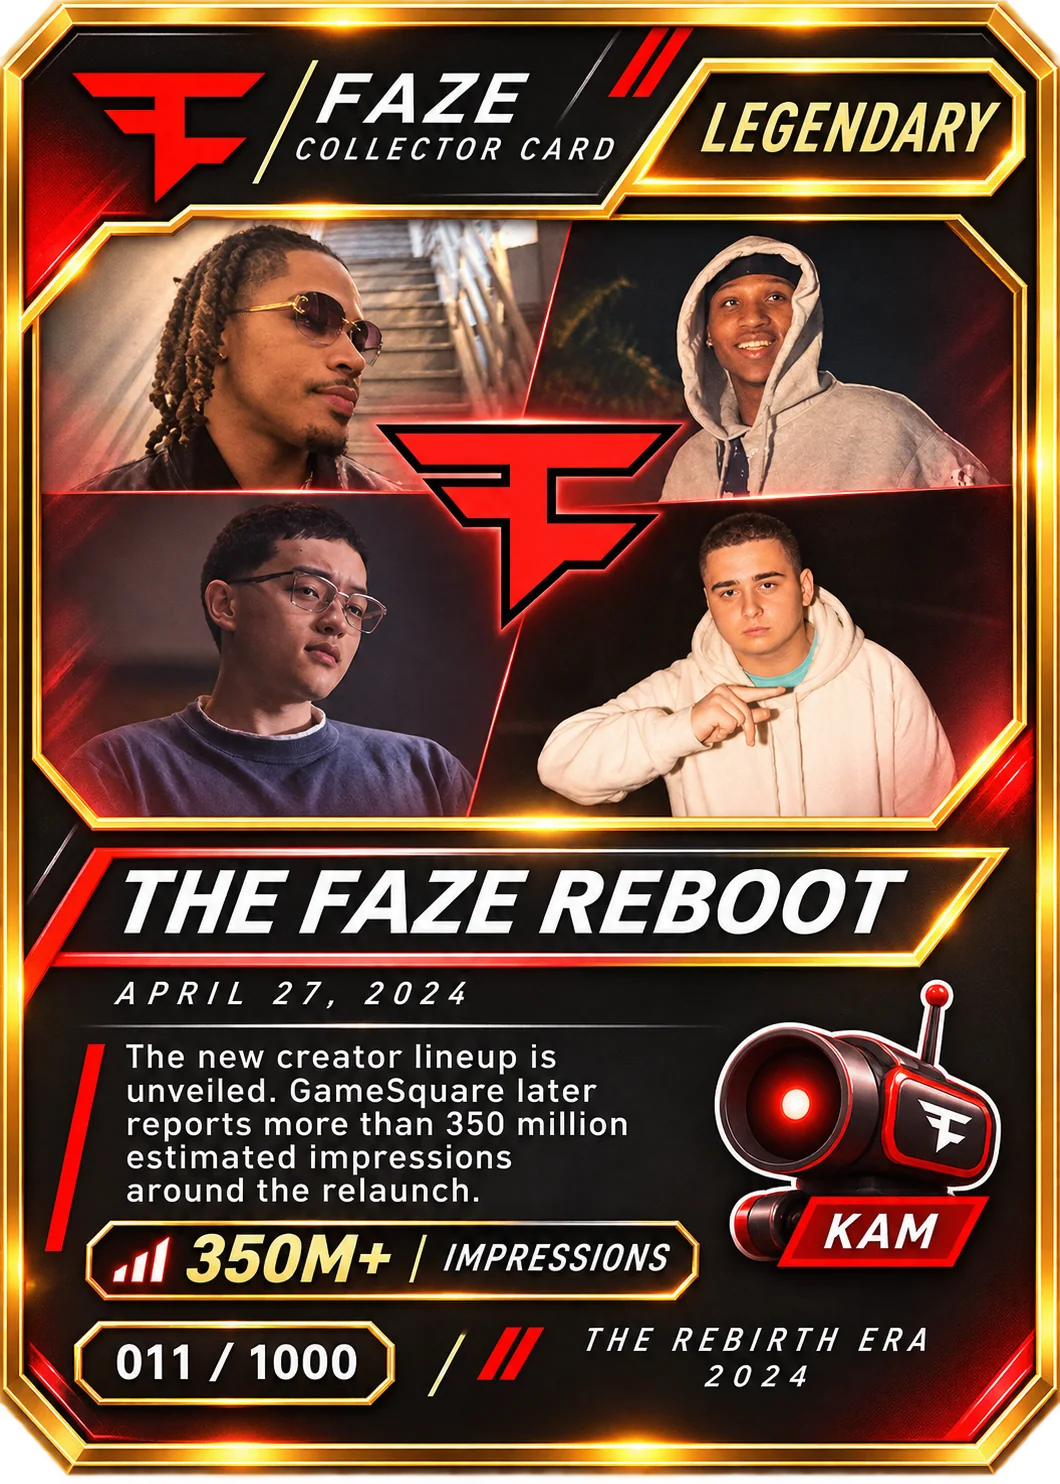 FAZE
COLLECTOR CARD
LEGENDARY
THE FAZE REBOOT
APRIL 27, 2024
The new creator lineup is
unveiled. GameSquare later
reports more than 350 million
estimated impressions
around the relaunch.
350M+ / IMPRESSIONS
KAM
011 / 1000
THE REBIRTH ERA
2024